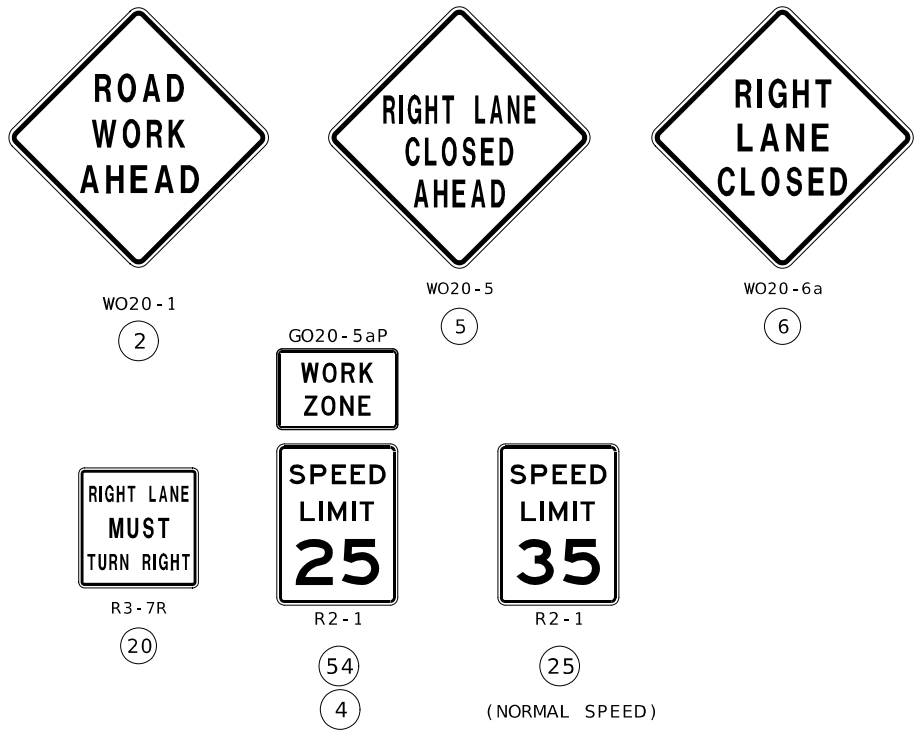 ROAD
WORK
AHEAD
WO20-1
2
RIGHT LANE
CLOSED
AHEAD
WO20-5
5
RIGHT
LANE
CLOSED
WO20-6a
6
RIGHT LANE
MUST
TURN RIGHT
R3-7R
20
GO20-5aP
WORK
ZONE
SPEED
LIMIT
25
R2-1
54
4
SPEED
LIMIT
35
R2-1
25
(NORMAL SPEED)